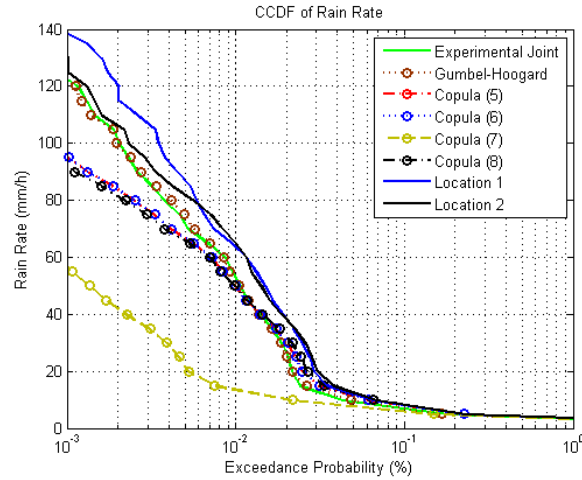 CCDF of Rain Rate
140
120
100
80
60
40
20
0
Rain Rate (mm/h)
Experimental Joint
Gumbel-Hoogard
Copula (5)
Copula (6)
Copula (7)
Copula (8)
Location 1
Location 2
10^-3
10^-2
10^-1
10^0
Exceedance Probability (%)